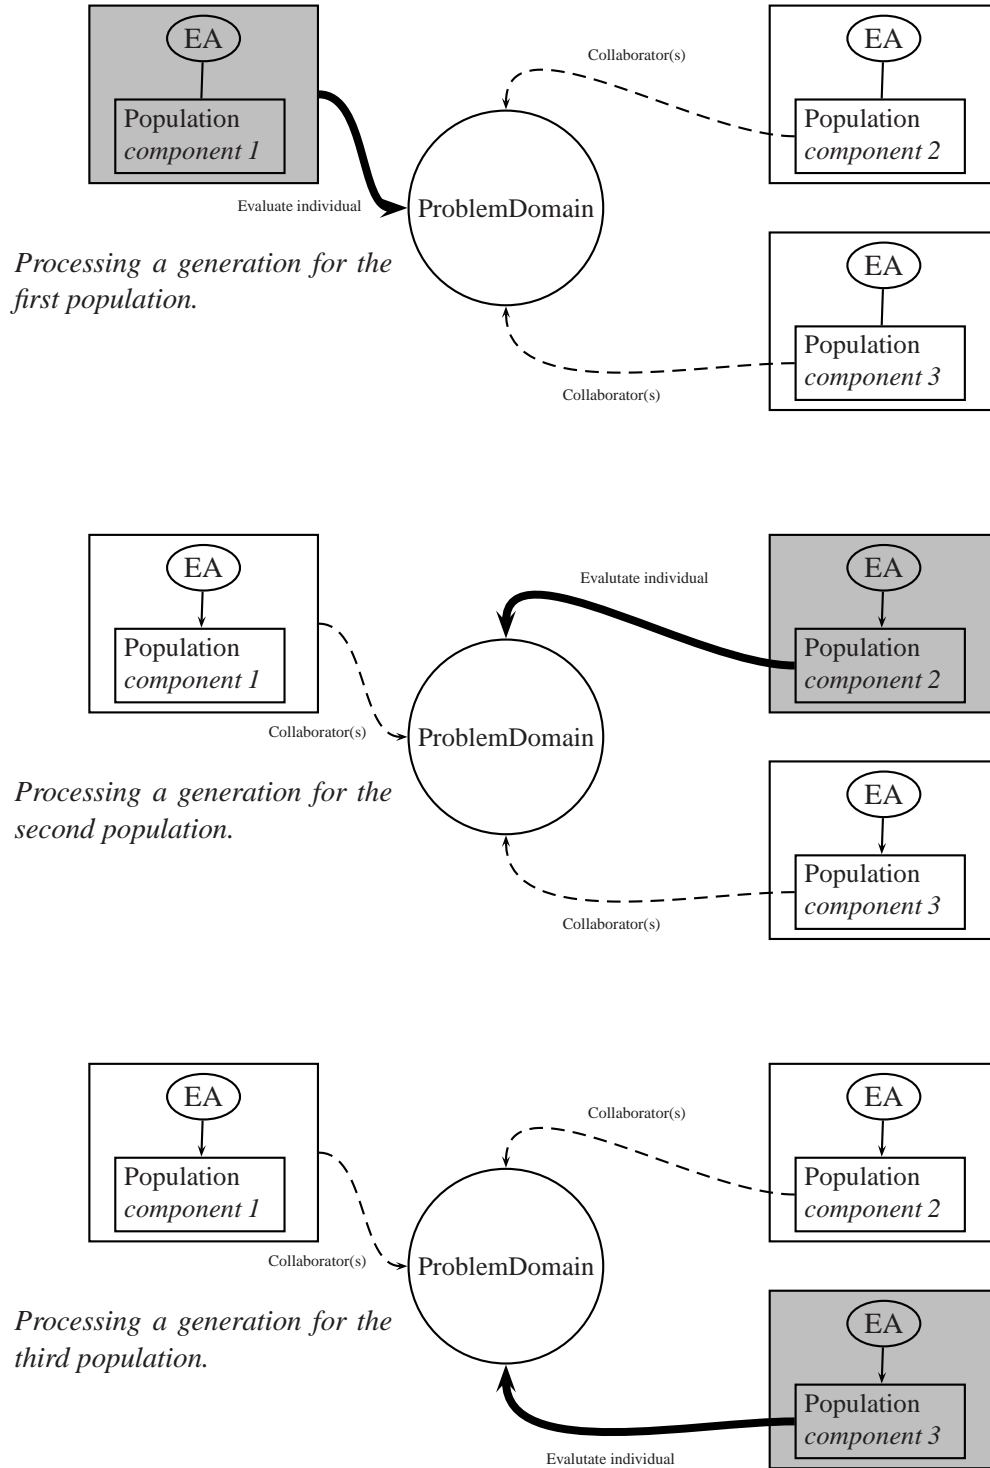 EA
Population
component 1
Evaluate individual
Collaborator(s)
EA
Population
component 2
ProblemDomain
EA
Population
component 3
Collaborator(s)
Processing a generation for the
first population.
EA
Population
component 1
Collaborator(s)
Evalutate individual
EA
Population
component 2
ProblemDomain
EA
Population
component 3
Collaborator(s)
Processing a generation for the
second population.
EA
Population
component 1
Collaborator(s)
Collaborator(s)
EA
Population
component 2
ProblemDomain
EA
Population
component 3
Evalutate individual
Processing a generation for the
third population.